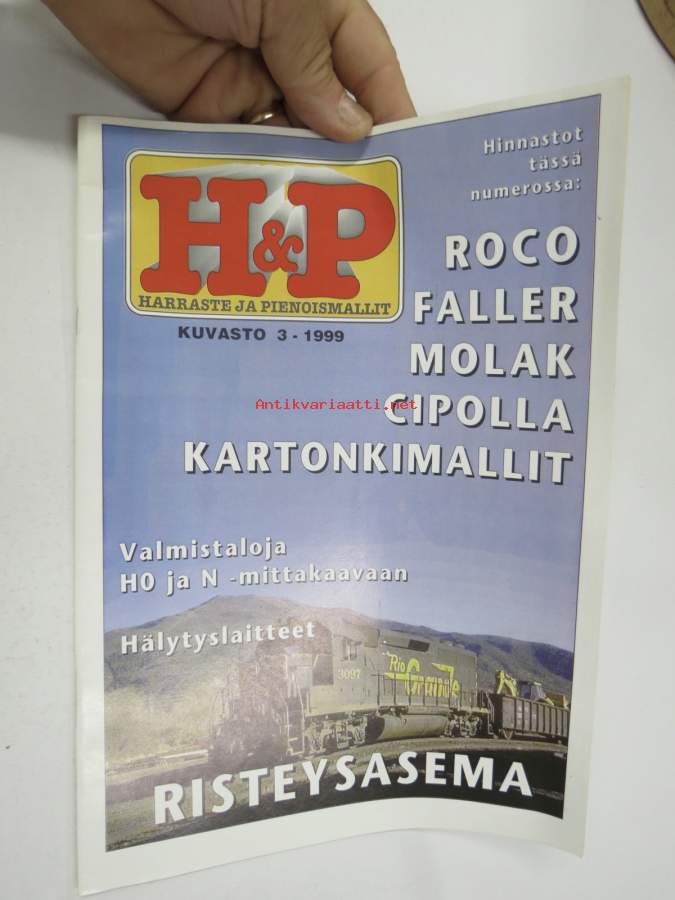 Hinnastot
tässä
numerossa:
H&P
HARRASTE JA PIENOISMALLIT
KUVASTO 3 - 1999
ROCO
FALLER
MOLAK
CIPOLLA
KARTONKIMALLIT
Antikvariaatti.net
Valmistaloja
H0 ja N -mittakaavaan
Hälytyslaitteet
3097
Rio
Grande
RISTEYSASEMA